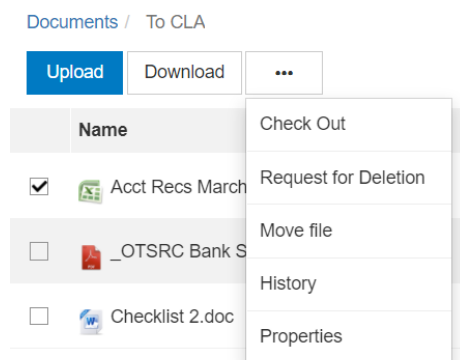 Documents / To CLA
Upload Download •••
Name
Check Out
Acct Recs March
Request for Deletion
Move file
_OTSRC Bank S
History
Checklist 2.doc
Properties